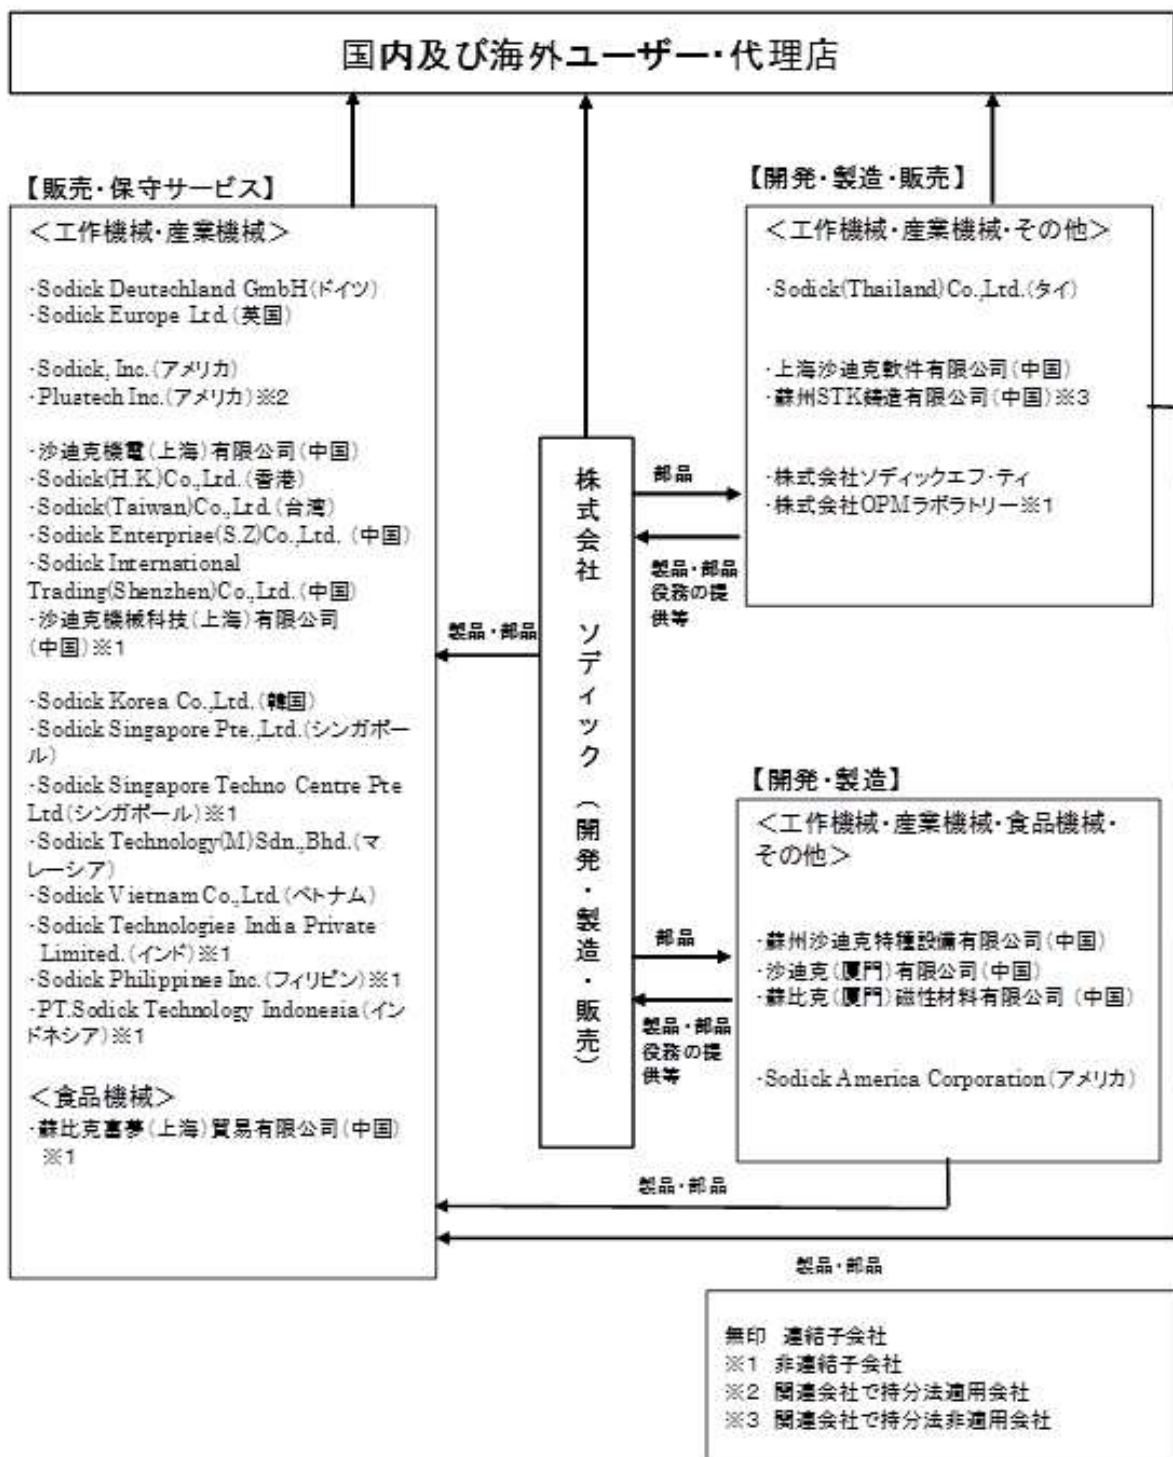 国内及び海外ユーザー・代理店
【販売・保守サービス】
＜工作機械・産業機械＞
・Sodick Deutschland GmbH(ドイツ)
・Sodick Europe Ltd.(英国)
・Sodick, Inc.(アメリカ)
・Plustech Inc.(アメリカ)※2
・沙迪克機電(上海)有限公司(中国)
・Sodick(H.K.)Co.,Ltd.(香港)
・Sodick(Taiwan)Co.,Ltd.(台湾)
・Sodick Enterprise(S.Z)Co.,Ltd. (中国)
・Sodick International
Trading(Shenzhen)Co.,Ltd.(中国)
・沙迪克機械科技(上海)有限公司
(中国)※1
・Sodick Korea Co.,Ltd.(韓国)
・Sodick Singapore Pte.,Ltd.(シンガポー
ル)
・Sodick Singapore Techno Centre Pte
Ltd(シンガポール)※1
・Sodick Technology(M)Sdn.,Bhd.(マ
レーシア)
・Sodick Vietnam Co.,Ltd.(ベトナム)
・Sodick Technologies India Private
Limited.(インド)※1
・Sodick Philippines Inc.(フィリピン)※1
・PT.Sodick Technology Indonesia(イン
ドネシア)※1
＜食品機械＞
・蘇比克富夢(上海)貿易有限公司(中国)
※1
製品・部品
株式会社 ソディック (開発・製造・販売)
部品
製品・部品
役務の提
供等
【開発・製造・販売】
＜工作機械・産業機械・その他＞
・Sodick(Thailand)Co.,Ltd.(タイ)
・上海沙迪克軟件有限公司(中国)
・蘇州STK鋳造有限公司(中国)※3
・株式会社ソディックエフ・ティ
・株式会社OPMラボラトリー※1
部品
製品・部品
役務の提
供等
【開発・製造】
＜工作機械・産業機械・食品機械・
その他＞
・蘇州沙迪克特種設備有限公司(中国)
・沙迪克(厦門)有限公司(中国)
・蘇比克(厦門)磁性材料有限公司 (中国)
・Sodick America Corporation(アメリカ)
製品・部品
製品・部品
無印 連結子会社
※1 非連結子会社
※2 関連会社で持分法適用会社
※3 関連会社で持分法非適用会社